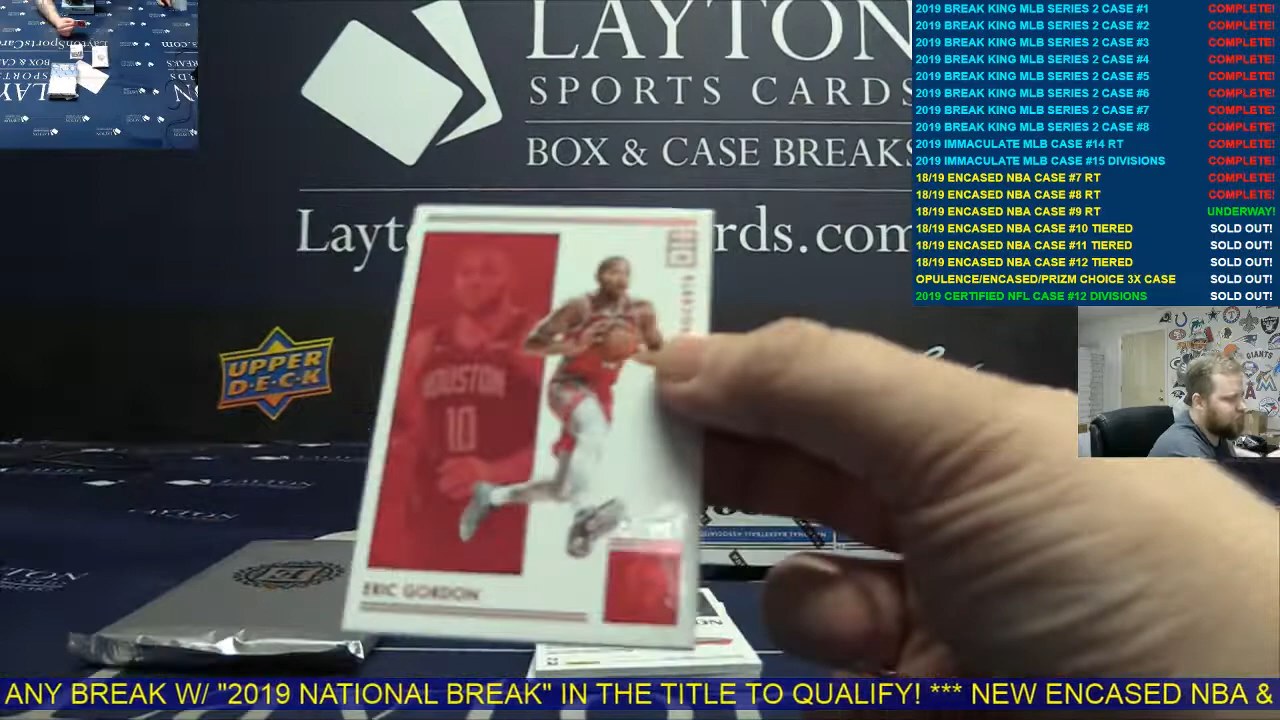 LAYTON
SPORTS CARDS
BOX & CASE BREAKS
Layt rds.com
2019 BREAK KING MLB SERIES 2 CASE #1 COMPLETE!
2019 BREAK KING MLB SERIES 2 CASE #2 COMPLETE!
2019 BREAK KING MLB SERIES 2 CASE #3 COMPLETE!
2019 BREAK KING MLB SERIES 2 CASE #4 COMPLETE!
2019 BREAK KING MLB SERIES 2 CASE #5 COMPLETE!
2019 BREAK KING MLB SERIES 2 CASE #6 COMPLETE!
2019 BREAK KING MLB SERIES 2 CASE #7 COMPLETE!
2019 BREAK KING MLB SERIES 2 CASE #8 COMPLETE!
2019 IMMACULATE MLB CASE #14 RT COMPLETE!
2019 IMMACULATE MLB CASE #15 DIVISIONS COMPLETE!
18/19 ENCASED NBA CASE #7 RT COMPLETE!
18/19 ENCASED NBA CASE #8 RT COMPLETE!
18/19 ENCASED NBA CASE #9 RT UNDERWAY!
18/19 ENCASED NBA CASE #10 TIERED SOLD OUT!
18/19 ENCASED NBA CASE #11 TIERED SOLD OUT!
18/19 ENCASED NBA CASE #12 TIERED SOLD OUT!
OPULENCE/ENCASED/PRIZM CHOICE 3X CASE SOLD OUT!
2019 CERTIFIED NFL CASE #12 DIVISIONS SOLD OUT!
UPPER
DECK
HOUSTON
10
ERIC GORDON
GIANTS
ANY BREAK W/ "2019 NATIONAL BREAK" IN THE TITLE TO QUALIFY! *** NEW ENCASED NBA &